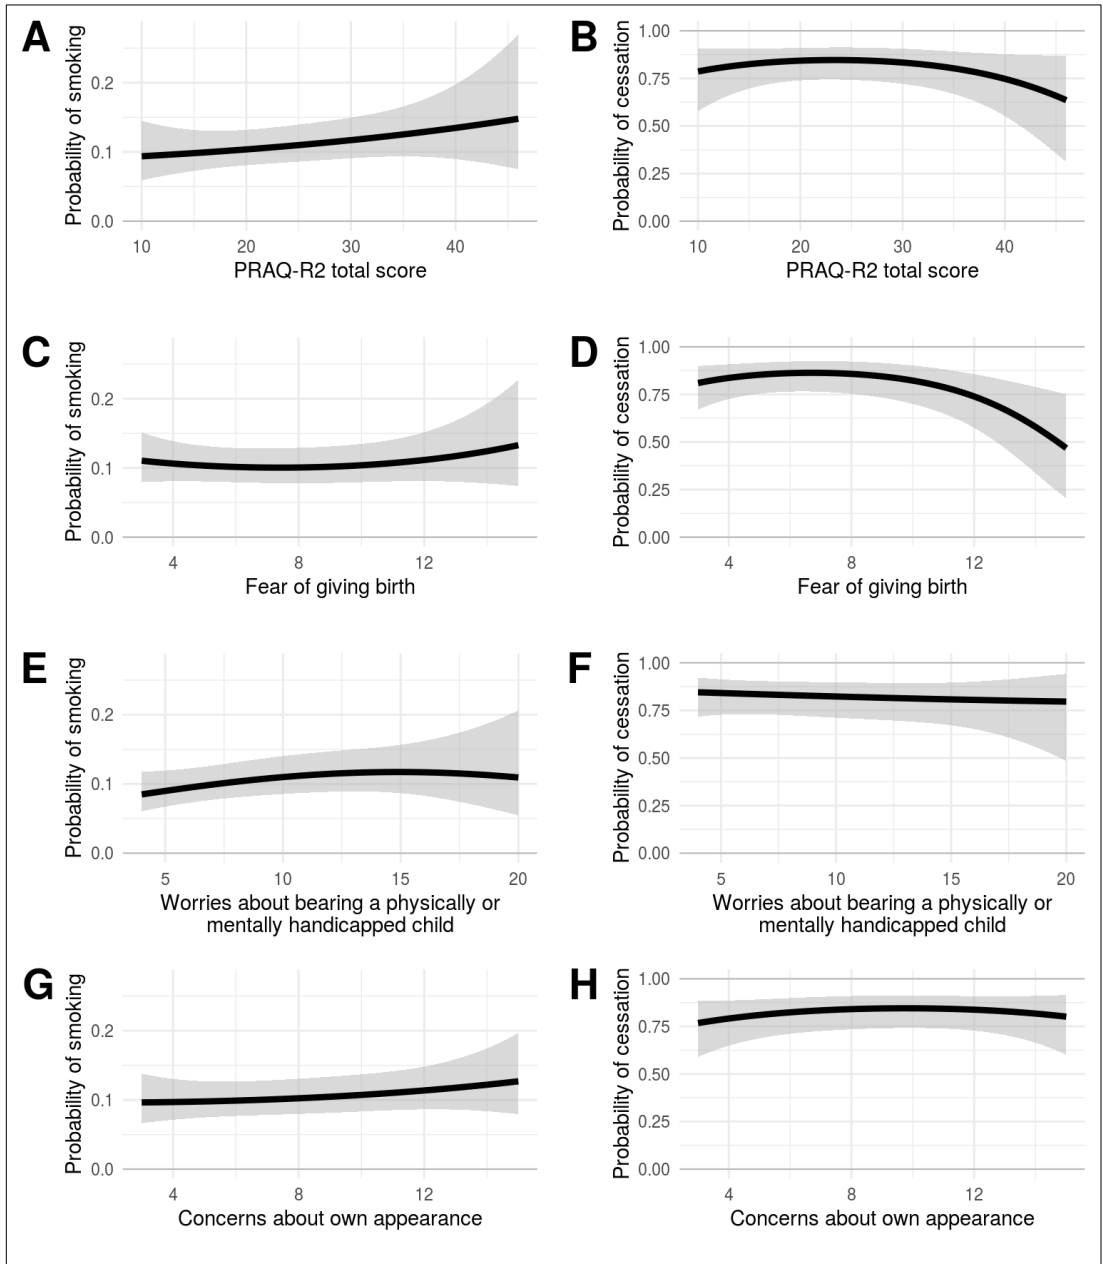 A
Probability of smoking
0.2
0.1
0.0
10 20 30 40
PRAQ-R2 total score
B
Probability of cessation
1.00
0.75
0.50
0.25
0.00
10 20 30 40
PRAQ-R2 total score
C
Probability of smoking
0.2
0.1
0.0
4 8 12
Fear of giving birth
D
Probability of cessation
1.00
0.75
0.50
0.25
0.00
4 8 12
Fear of giving birth
E
Probability of smoking
0.2
0.1
0.0
5 10 15 20
Worries about bearing a physically or
mentally handicapped child
F
Probability of cessation
1.00
0.75
0.50
0.25
0.00
5 10 15 20
Worries about bearing a physically or
mentally handicapped child
G
Probability of smoking
0.2
0.1
0.0
4 8 12
Concerns about own appearance
H
Probability of cessation
1.00
0.75
0.50
0.25
0.00
4 8 12
Concerns about own appearance